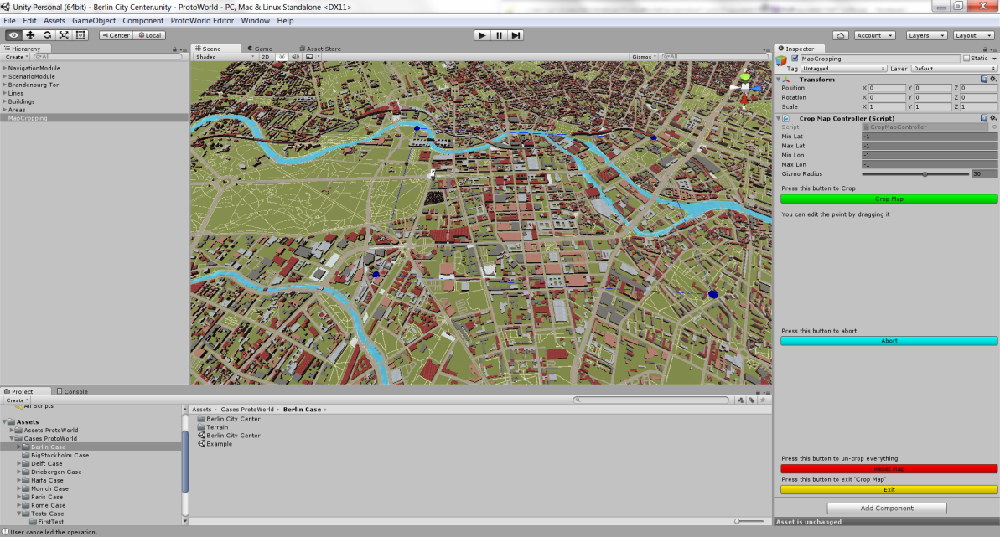 Unity Personal (64bit) - Berlin City Center.unity - ProtoWorld - PC, Mac & Linux Standalone <DX11>
File Edit Assets GameObject Component ProtoWorld Editor Window Help
Center Local Account Layers Layout
Hierarchy
Create All
NavigationModule
ScenarioModule
Brandenburg Tor
Lines
Buildings
Areas
MapCropping
Scene Game Asset Store
Shaded 2D Gizmos All
Inspector
MapCropping Static
Tag Untagged Layer Default
Transform
Position X 0 Y 0 Z 0
Rotation X 0 Y 0 Z 0
Scale X 1 Y 1 Z 1
Crop Map Controller (Script)
Script CropMapController
Min Lat -1
Max Lat -1
Min Lon -1
Max Lon -1
Gizmo Radius 30
Press this button to Crop
Crop Map
You can edit the point by dragging it
Press this button to abort
Abort
Press this button to un-crop everything
Reset Map
Press this button to exit 'Crop Map'
Exit
Add Component
Asset is unchanged
Project Console
Create
All Scripts
Assets
Assets ProtoWorld
Cases ProtoWorld
Berlin Case
BigStockholm Case
Delft Case
Driebergen Case
Haifa Case
Munich Case
Paris Case
Rome Case
Tests Case
FirstTest
Assets Cases ProtoWorld Berlin Case
Berlin City Center
Terrain
Berlin City Center
Example
User cancelled the operation.